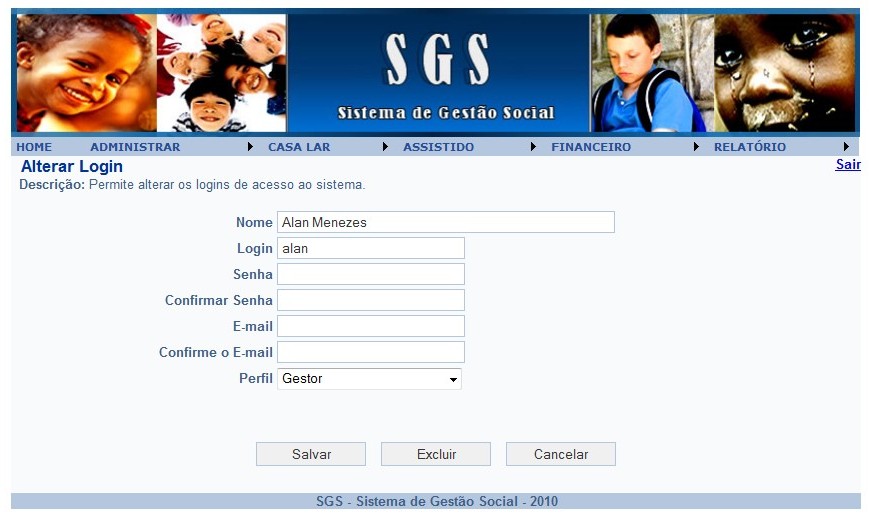 SGS
Sistema de Gestão Social
HOME ADMINISTRAR CASA LAR ASSISTIDO FINANCEIRO RELATÓRIO
Alterar Login Sair
Descrição: Permite alterar os logins de acesso ao sistema.
Nome Alan Menezes
Login alan
Senha
Confirmar Senha
E-mail
Confirme o E-mail
Perfil Gestor
Salvar Excluir Cancelar
SGS - Sistema de Gestão Social - 2010